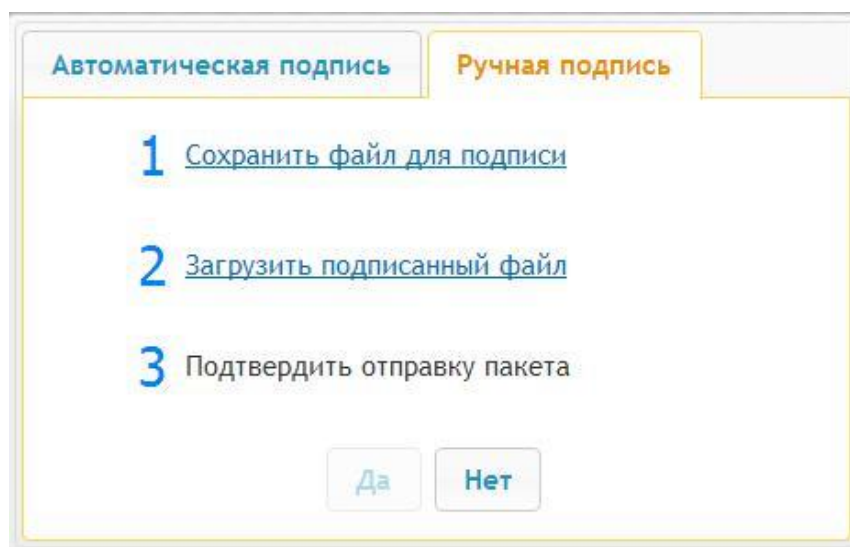 Автоматическая подпись Ручная подпись
1 Сохранить файл для подписи
2 Загрузить подписанный файл
3 Подтвердить отправку пакета
Да Нет